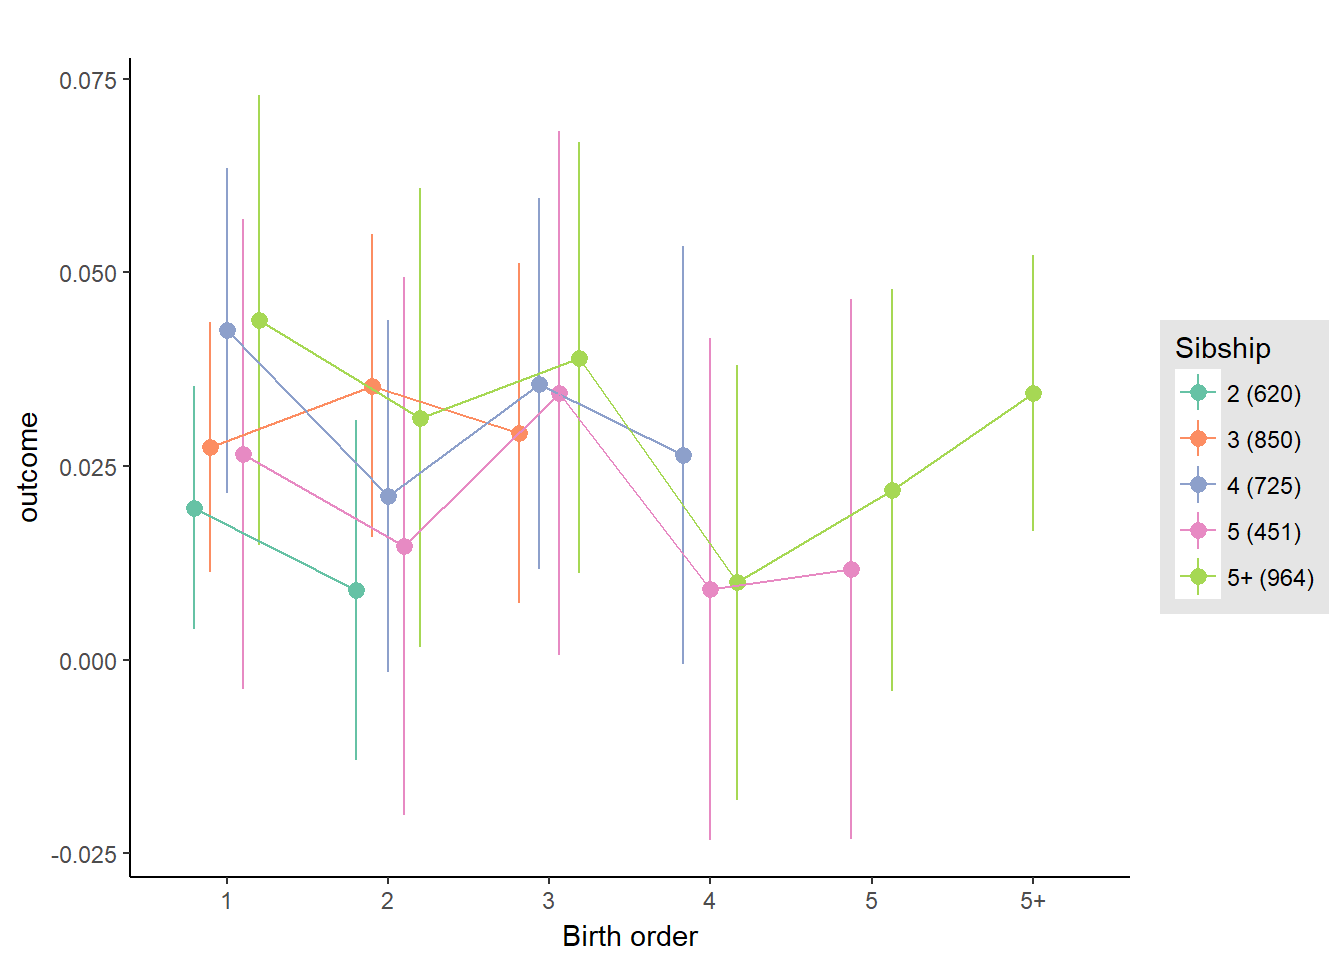 0.075
0.050
0.025
0.000
-0.025
outcome
1 2 3 4 5 5+
Birth order
Sibship
2 (620)
3 (850)
4 (725)
5 (451)
5+ (964)